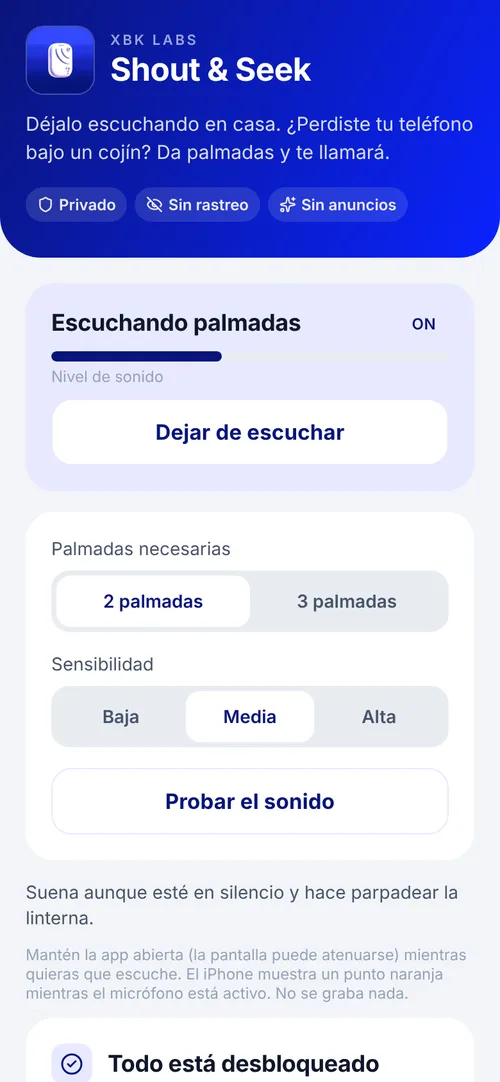 XBK LABS
Shout & Seek
Déjalo escuchando en casa. ¿Perdiste tu teléfono
bajo un cojín? Da palmadas y te llamará.
Privado
Sin rastreo
Sin anuncios
Escuchando palmadas
ON
Nivel de sonido
Dejar de escuchar
Palmadas necesarias
2 palmadas
3 palmadas
Sensibilidad
Baja
Media
Alta
Probar el sonido
Suena aunque esté en silencio y hace parpadear la
linterna.
Mantén la app abierta (la pantalla puede atenuarse) mientras
quieras que escuche. El iPhone muestra un punto naranja
mientras el micrófono está activo. No se graba nada.
Todo está desbloqueado